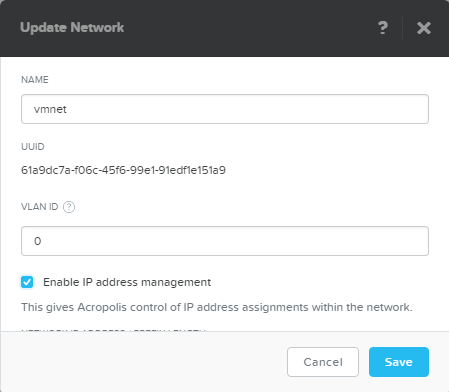 Update Network
?
NAME
vmnet
UUID
61a9dc7a-f06c-45f6-99e1-91edf1e151a9
VLAN ID ?
0
Enable IP address management
This gives Acropolis control of IP address assignments within the network.
Cancel Save